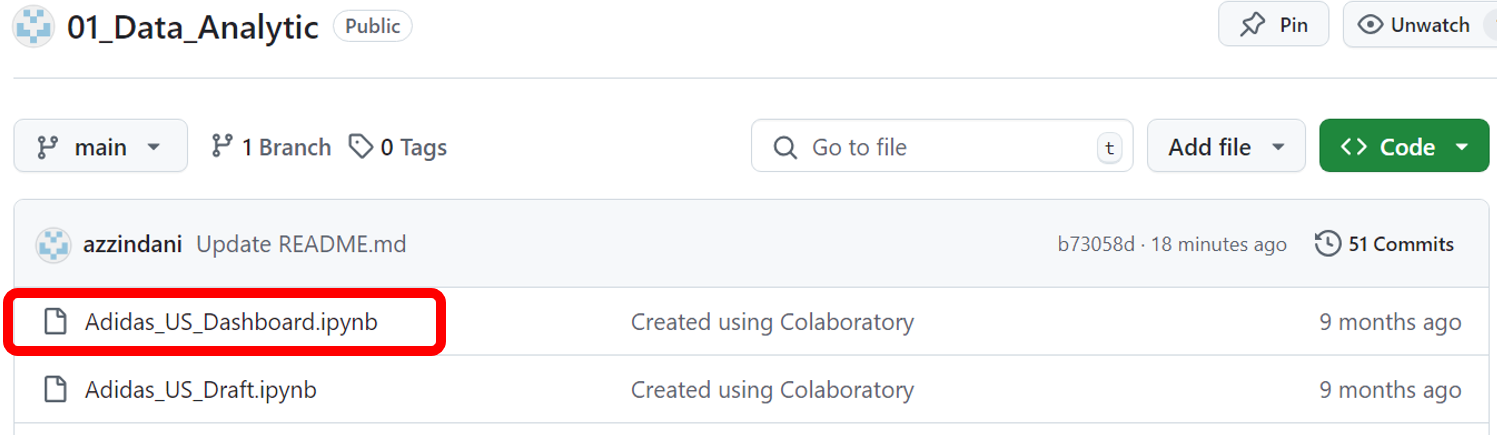 01_Data_Analytic Public Pin Unwatch
main 1 Branch 0 Tags Go to file t Add file Code
azzindani Update README.md b73058d · 18 minutes ago 51 Commits
Adidas_US_Dashboard.ipynb Created using Colaboratory 9 months ago
Adidas_US_Draft.ipynb Created using Colaboratory 9 months ago